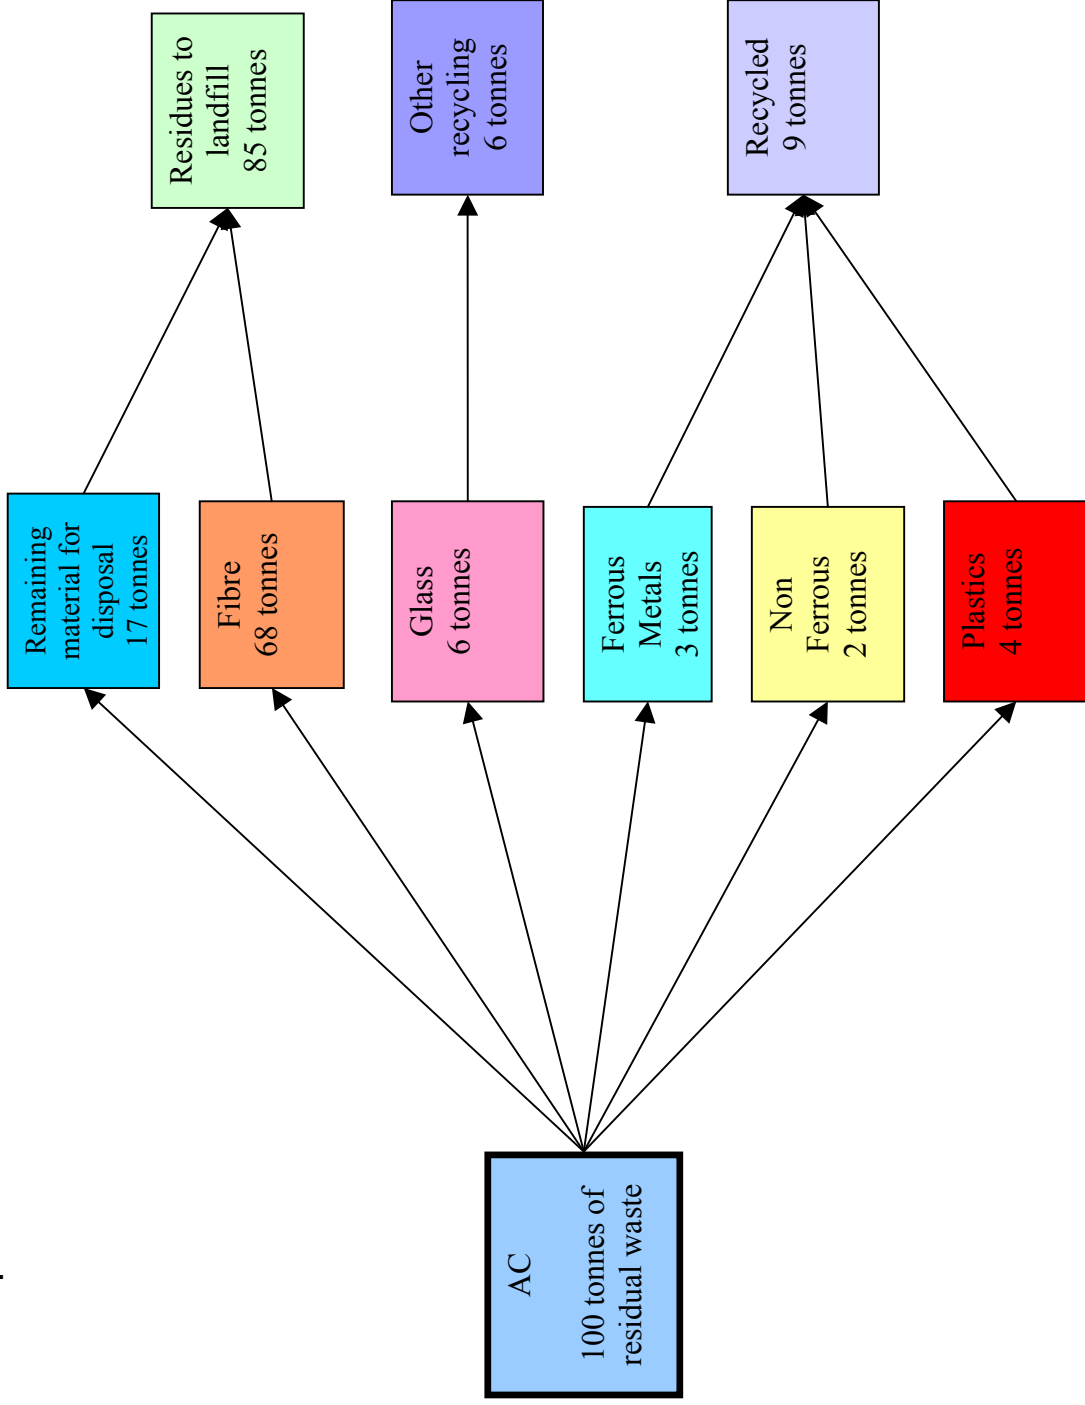 AC
100 tonnes of
residual waste
Remaining
material for
disposal
17 tonnes
Fibre
68 tonnes
Glass
6 tonnes
Ferrous
Metals
3 tonnes
Non
Ferrous
2 tonnes
Plastics
4 tonnes
Residues to
landfill
85 tonnes
Other
recycling
6 tonnes
Recycled
9 tonnes